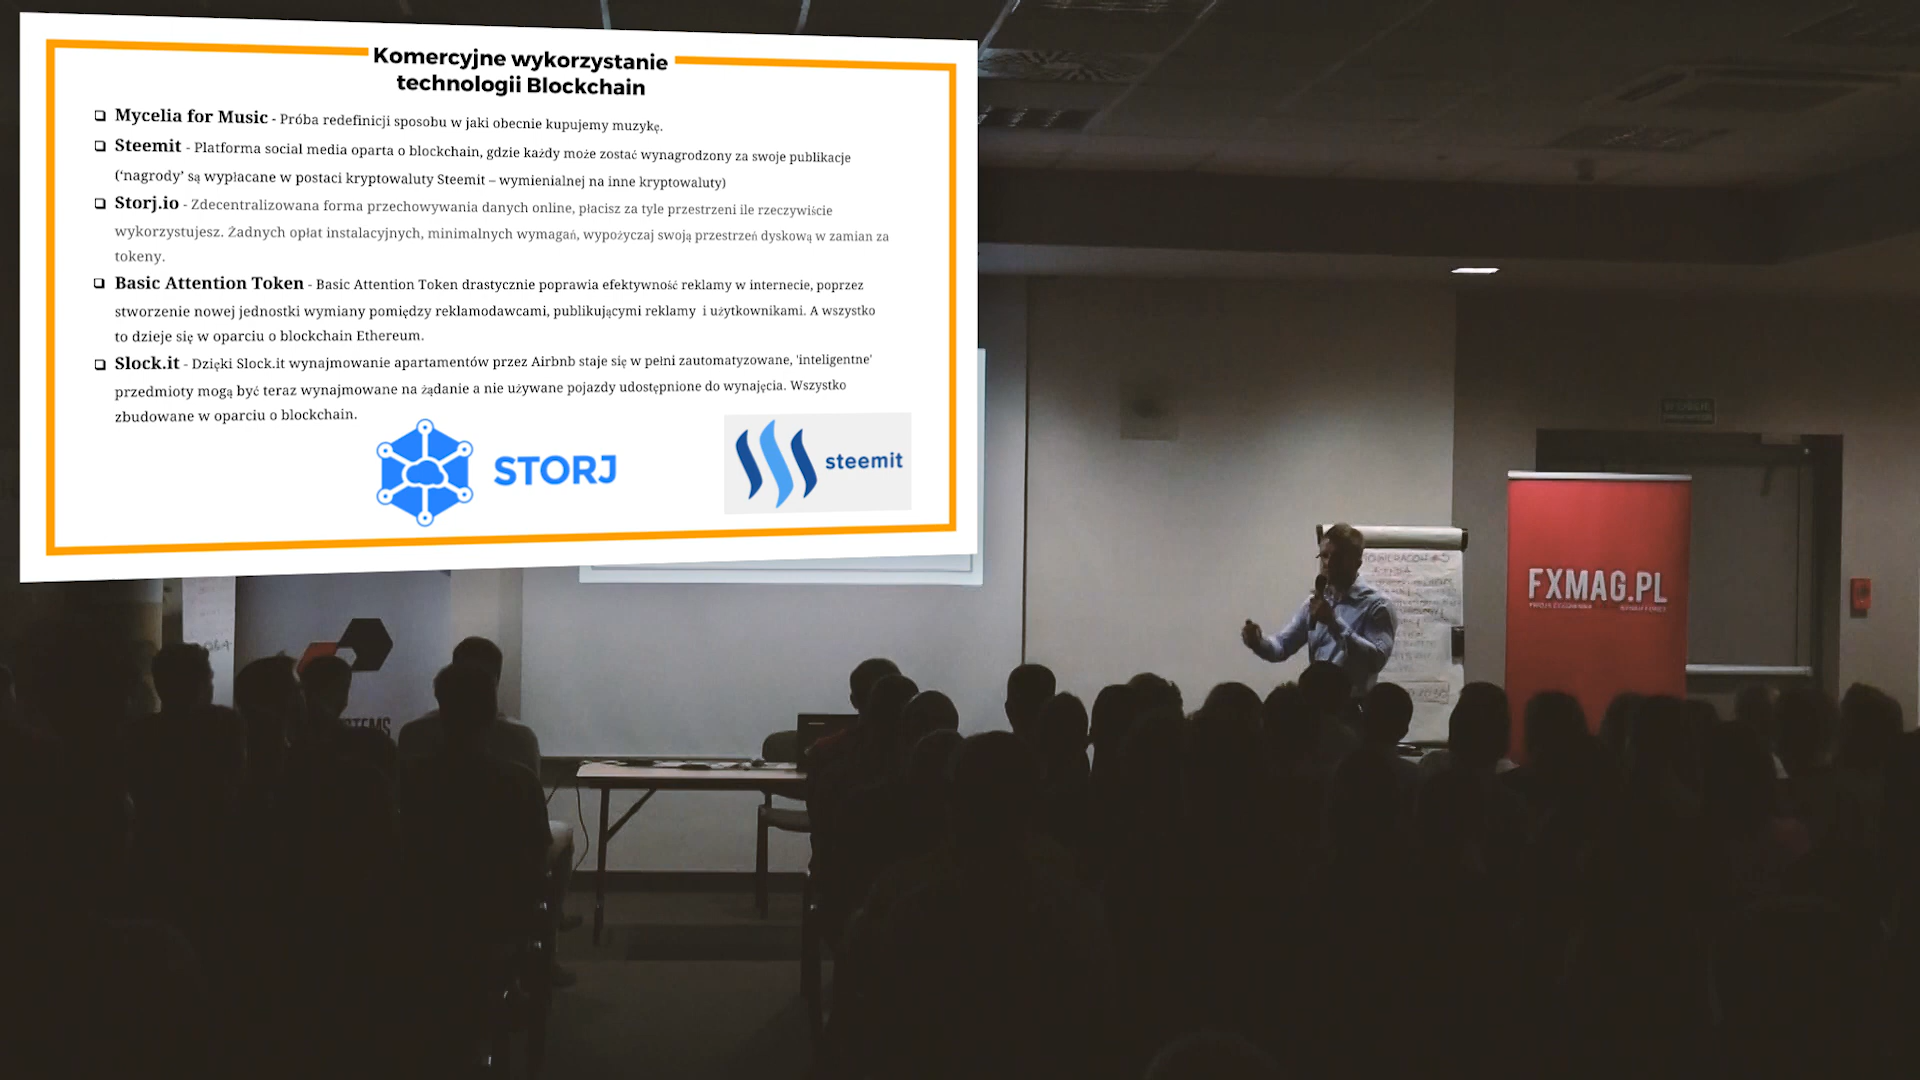 Komercyjne wykorzystanie
technologii Blockchain
❑ Mycelia for Music - Próba redefinicji sposobu w jaki obecnie kupujemy muzykę.
❑ Steemit - Platforma social media oparta o blockchain, gdzie każdy może zostać wynagrodzony za swoje publikacje
(‘nagrody’ są wypłacane w postaci kryptowaluty Steemit – wymienialnej na inne kryptowaluty)
❑ Storj.io - Zdecentralizowana forma przechowywania danych online, płacisz za tyle przestrzeni ile rzeczywiście
wykorzystujesz. Żadnych opłat instalacyjnych, minimalnych wymagań, wypożyczaj swoją przestrzeń dyskową w zamian za
tokeny.
❑ Basic Attention Token - Basic Attention Token drastycznie poprawia efektywność reklamy w internecie, poprzez
stworzenie nowej jednostki wymiany pomiędzy reklamodawcami, publikującymi reklamy i użytkownikami. A wszystko
to dzieje się w oparciu o blockchain Ethereum.
❑ Slock.it - Dzięki Slock.it wynajmowanie apartamentów przez Airbnb staje się w pełni zautomatyzowane, 'inteligentne'
przedmioty mogą być teraz wynajmowane na żądanie a nie używane pojazdy udostępnione do wynajęcia. Wszystko
zbudowane w oparciu o blockchain.
STORJ
steemit
FXMAG.PL